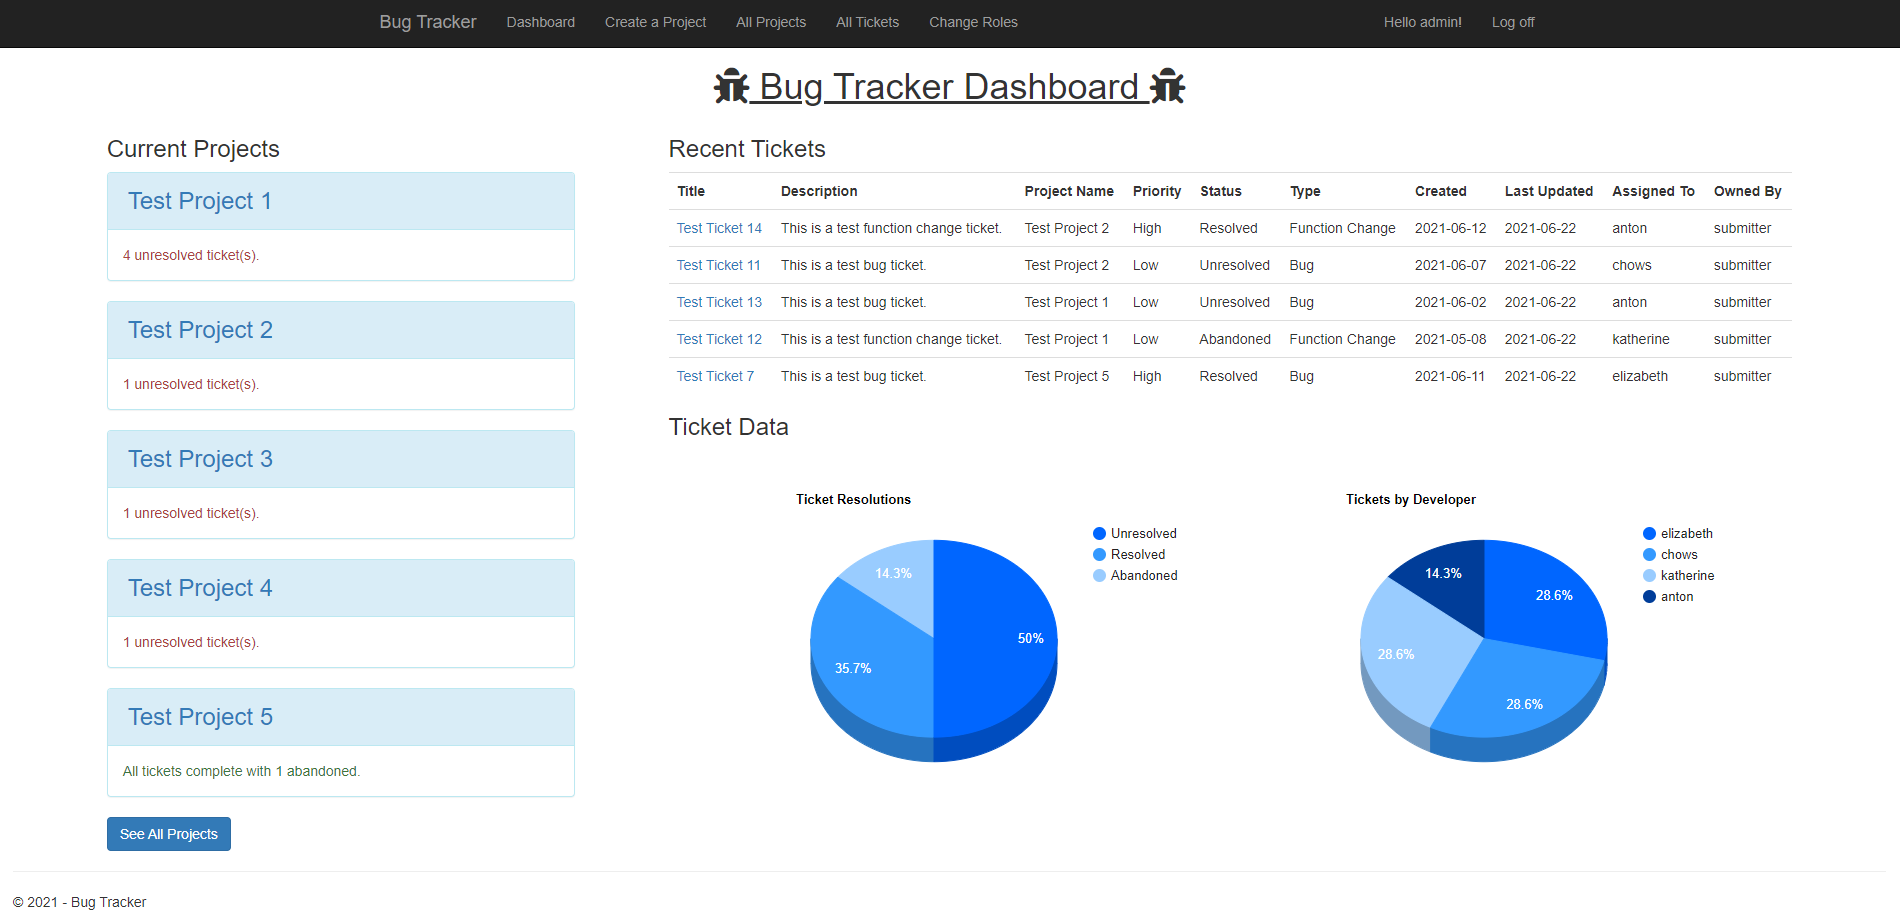 Bug Tracker Dashboard Create a Project All Projects All Tickets Change Roles Hello admin! Log off
Bug Tracker Dashboard
Current Projects
Test Project 1
4 unresolved ticket(s).
Test Project 2
1 unresolved ticket(s).
Test Project 3
1 unresolved ticket(s).
Test Project 4
1 unresolved ticket(s).
Test Project 5
All tickets complete with 1 abandoned.
See All Projects
Recent Tickets
Title Description Project Name Priority Status Type Created Last Updated Assigned To Owned By
Test Ticket 14 This is a test function change ticket. Test Project 2 High Resolved Function Change 2021-06-12 2021-06-22 anton submitter
Test Ticket 11 This is a test bug ticket. Test Project 2 Low Unresolved Bug 2021-06-07 2021-06-22 chows submitter
Test Ticket 13 This is a test bug ticket. Test Project 1 Low Unresolved Bug 2021-06-02 2021-06-22 anton submitter
Test Ticket 12 This is a test function change ticket. Test Project 1 Low Abandoned Function Change 2021-05-08 2021-06-22 katherine submitter
Test Ticket 7 This is a test bug ticket. Test Project 5 High Resolved Bug 2021-06-11 2021-06-22 elizabeth submitter
Ticket Data
Ticket Resolutions
Unresolved
Resolved
Abandoned
14.3%
50%
35.7%
Tickets by Developer
elizabeth
chows
katherine
anton
14.3%
28.6%
28.6%
28.6%
© 2021 - Bug Tracker